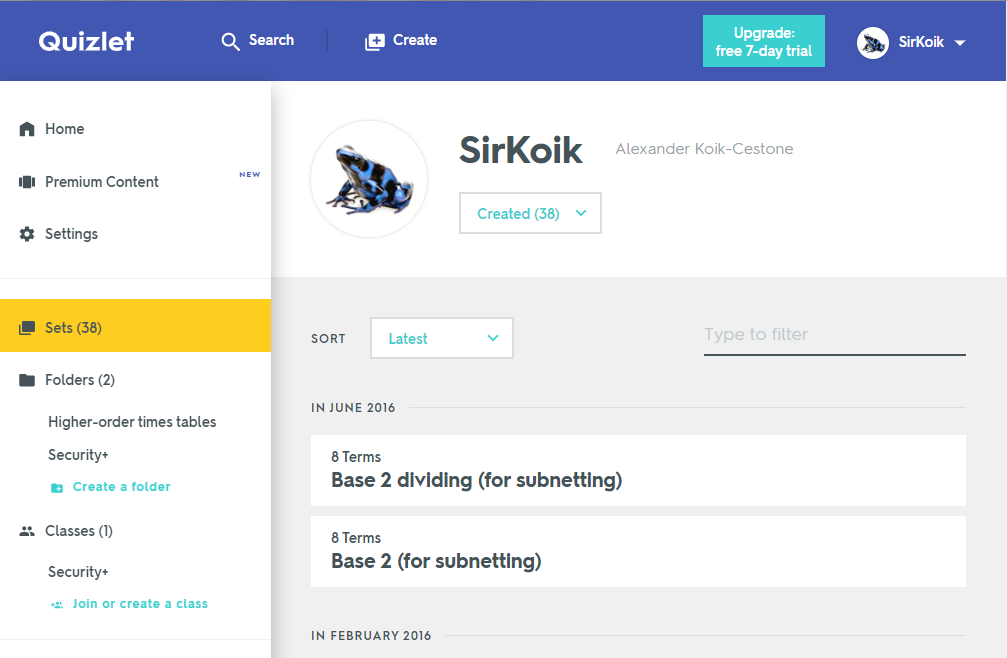 Quizlet
Search
Create
Upgrade:
free 7-day trial
SirKoik
Home
Premium Content
NEW
Settings
Sets (38)
Folders (2)
Higher-order times tables
Security+
Create a folder
Classes (1)
Security+
Join or create a class
SirKoik
Alexander Koik-Cestone
Created (38)
SORT
Latest
Type to filter
IN JUNE 2016
8 Terms
Base 2 dividing (for subnetting)
8 Terms
Base 2 (for subnetting)
IN FEBRUARY 2016